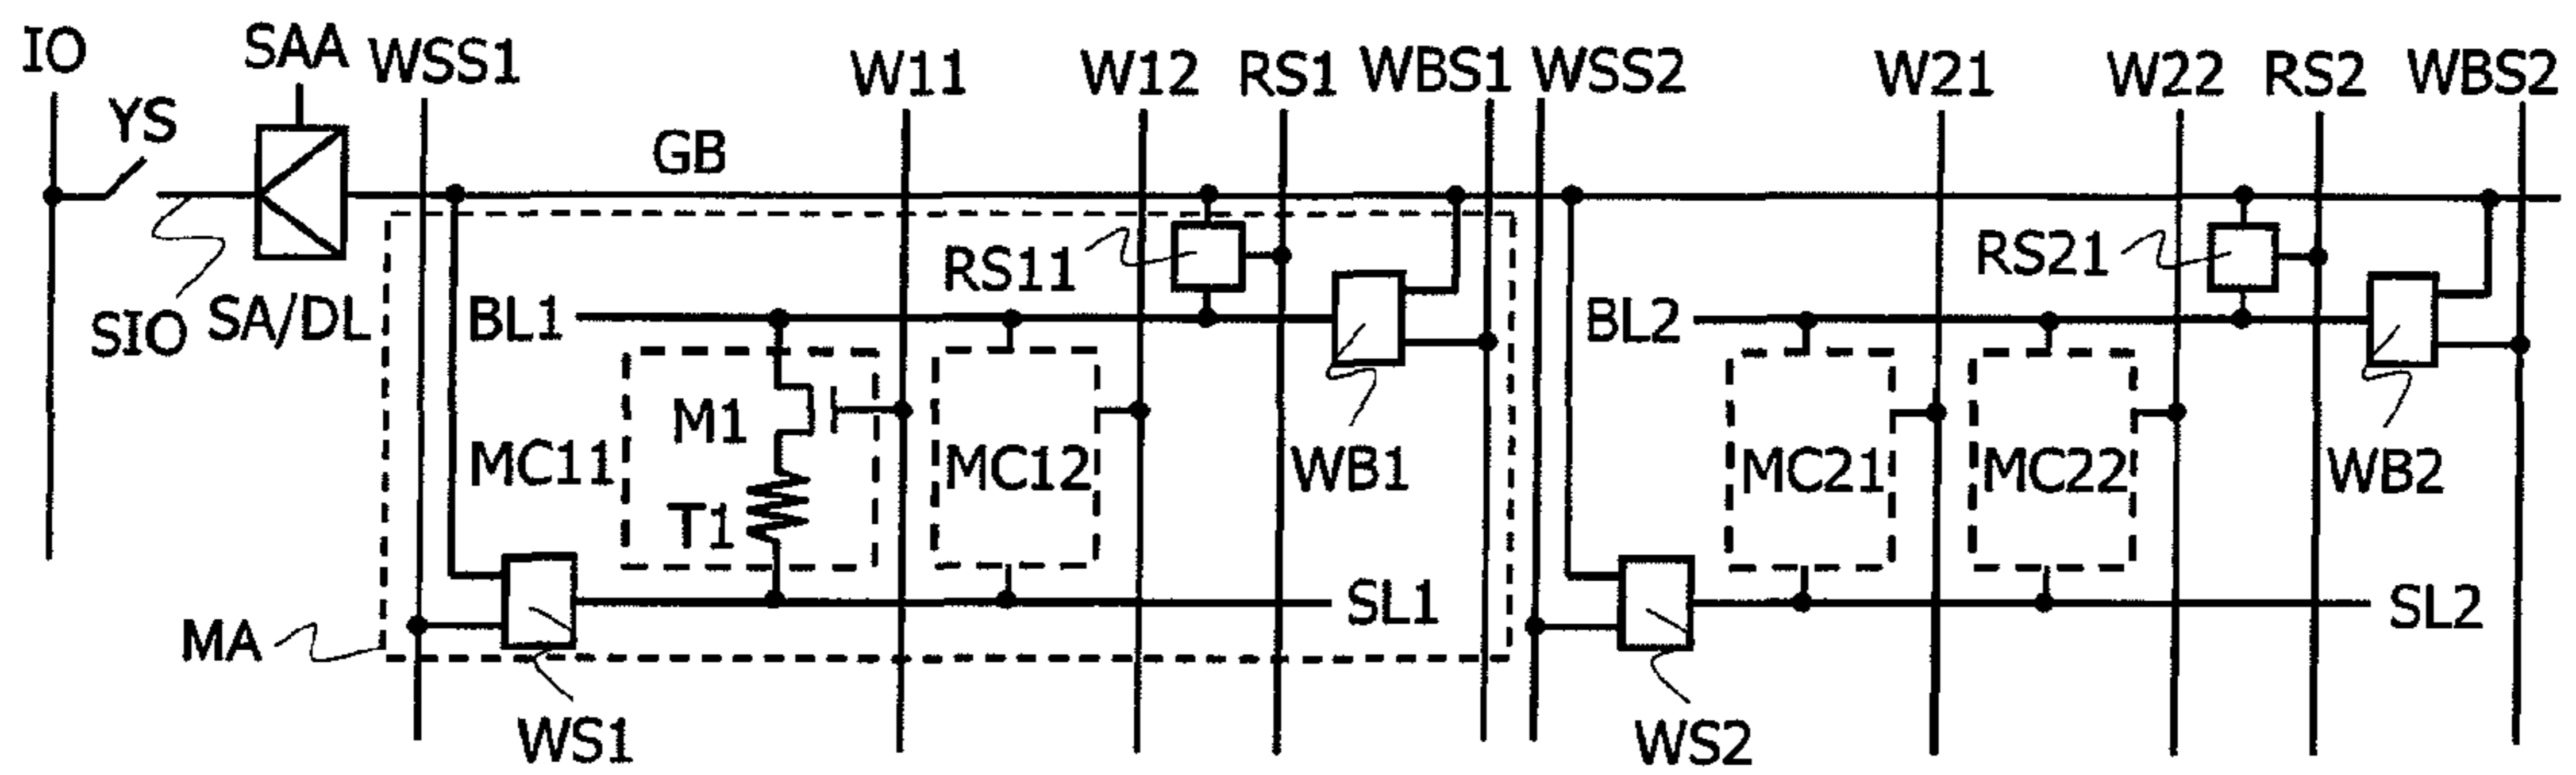 IO
SAA
WSS1
W11
W12
RS1
WBS1
WSS2
W21
W22
RS2
WBS2
YS
GB
RS11
RS21
SIO
SA/DL
BL1
BL2
M1
MC11
MC12
WB1
MC21
MC22
WB2
T1
SL1
SL2
MA
WS1
WS2